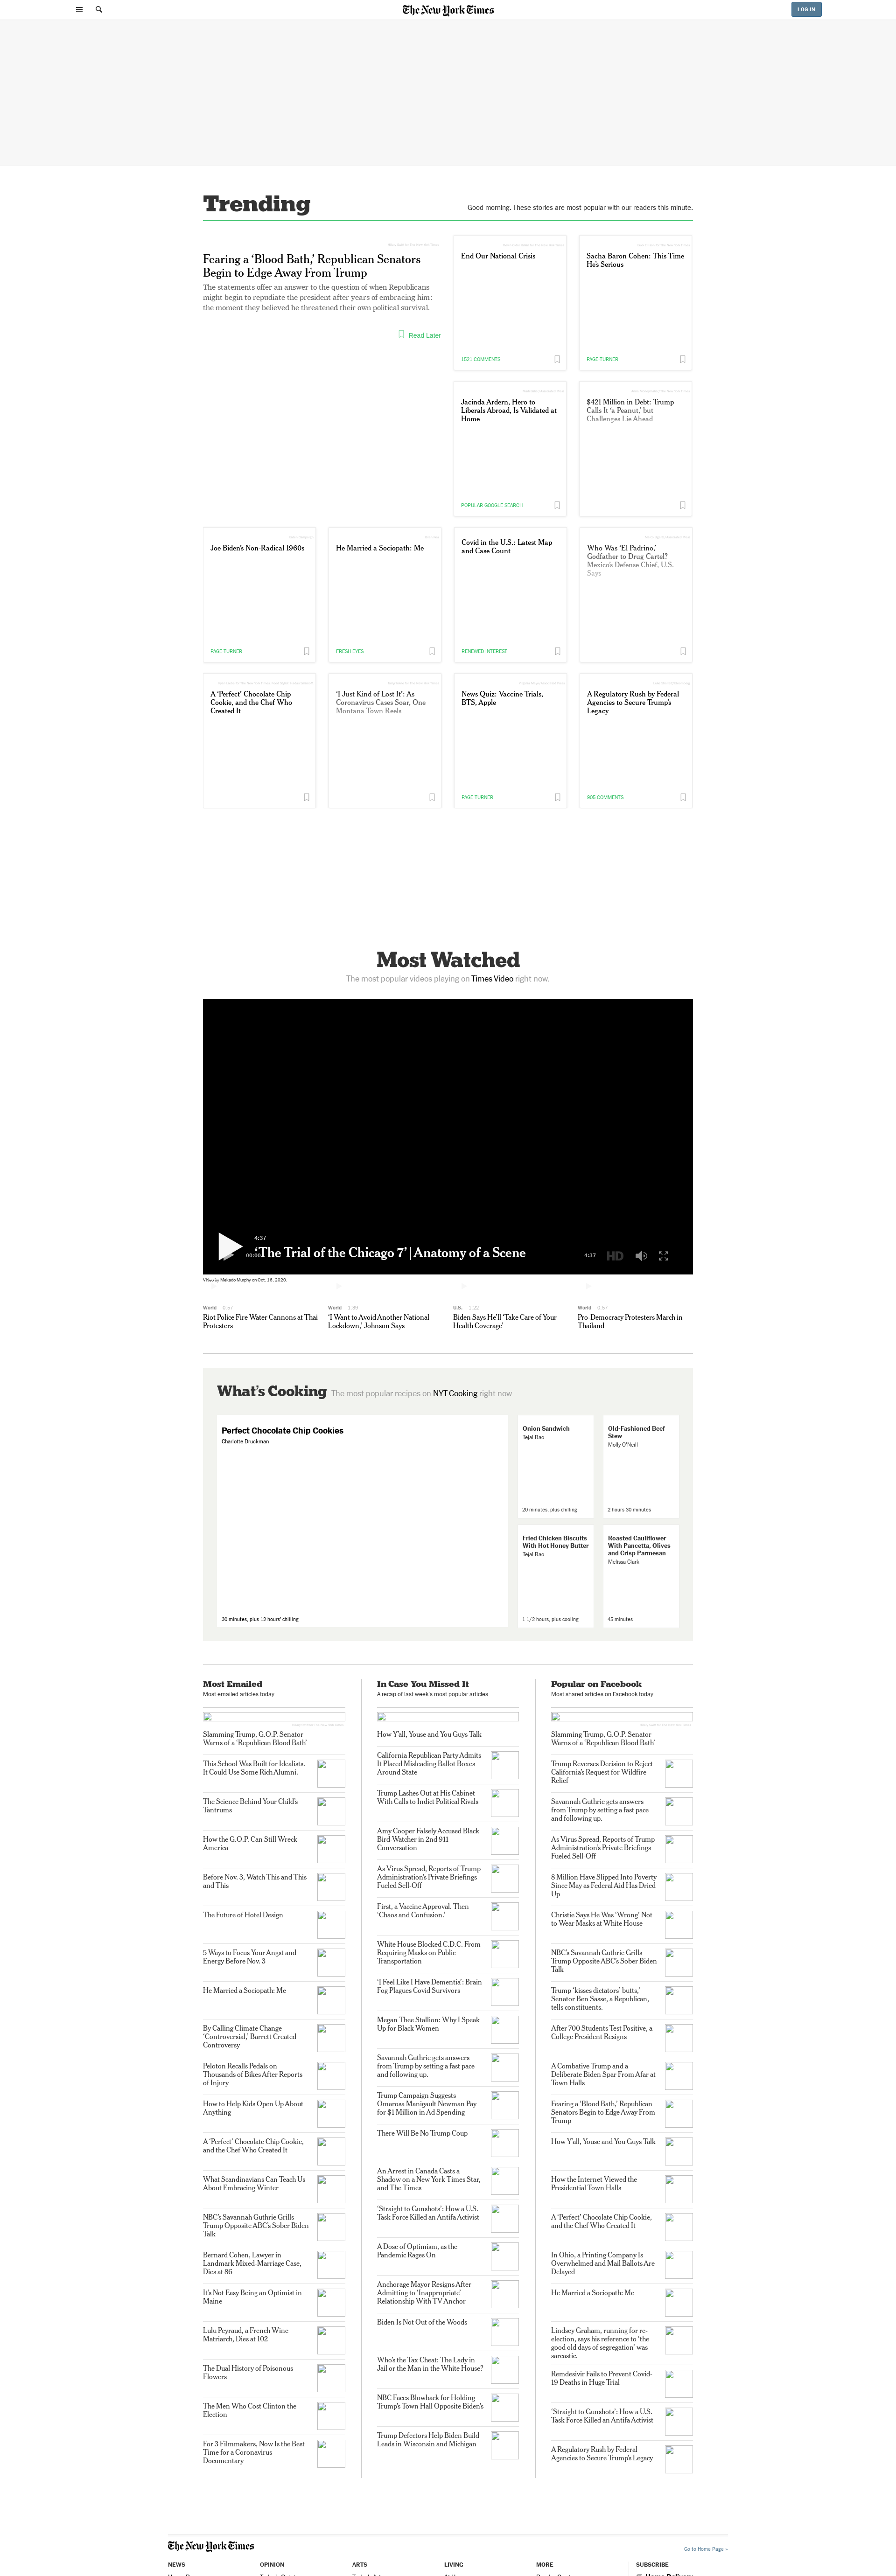 The New York Times
LOG IN
Trending
Good morning. These stories are most popular with our readers this minute.
Fearing a ‘Blood Bath,’ Republican Senators
Begin to Edge Away From Trump
The statements offer an answer to the question of when Republicans
might begin to repudiate the president after years of embracing him:
the moment they believed he threatened their own political survival.
Read Later
End Our National Crisis
1521 COMMENTS
Sacha Baron Cohen: This Time
He’s Serious
PAGE-TURNER
Jacinda Ardern, Hero to
Liberals Abroad, Is Validated at
Home
POPULAR GOOGLE SEARCH
$421 Million in Debt: Trump
Calls It ‘a Peanut,’ but
Challenges Lie Ahead
Joe Biden’s Non-Radical 1960s
PAGE-TURNER
He Married a Sociopath: Me
FRESH EYES
Covid in the U.S.: Latest Map
and Case Count
RENEWED INTEREST
Who Was ‘El Padrino,’
Godfather to Drug Cartel?
Mexico’s Defense Chief, U.S.
Says
A ‘Perfect’ Chocolate Chip
Cookie, and the Chef Who
Created It
‘I Just Kind of Lost It’: As
Coronavirus Cases Soar, One
Montana Town Reels
News Quiz: Vaccine Trials,
BTS, Apple
PAGE-TURNER
A Regulatory Rush by Federal
Agencies to Secure Trump’s
Legacy
905 COMMENTS
Most Watched
The most popular videos playing on Times Video right now.
4:37
00:00
‘The Trial of the Chicago 7’ | Anatomy of a Scene
4:37
HD
Video by Mekado Murphy on Oct. 18, 2020.
World 0:57
Riot Police Fire Water Cannons at Thai
Protesters
World 1:39
‘I Want to Avoid Another National
Lockdown,’ Johnson Says
U.S. 1:22
Biden Says He’ll ‘Take Care of Your
Health Coverage’
World 0:57
Pro-Democracy Protesters March in
Thailand
What’s Cooking
The most popular recipes on NYT Cooking right now
Perfect Chocolate Chip Cookies
Charlotte Druckman
30 minutes, plus 12 hours’ chilling
Onion Sandwich
Tejal Rao
20 minutes, plus chilling
Old-Fashioned Beef
Stew
Molly O'Neill
2 hours 30 minutes
Fried Chicken Biscuits
With Hot Honey Butter
Tejal Rao
1 1/2 hours, plus cooling
Roasted Cauliflower
With Pancetta, Olives
and Crisp Parmesan
Melissa Clark
45 minutes
Most Emailed
Most emailed articles today
Slamming Trump, G.O.P. Senator
Warns of a ‘Republican Blood Bath’
This School Was Built for Idealists.
It Could Use Some Rich Alumni.
The Science Behind Your Child’s
Tantrums
How the G.O.P. Can Still Wreck
America
Before Nov. 3, Watch This and This
and This
The Future of Hotel Design
5 Ways to Focus Your Angst and
Energy Before Nov. 3
He Married a Sociopath: Me
By Calling Climate Change
‘Controversial,’ Barrett Created
Controversy
Peloton Recalls Pedals on
Thousands of Bikes After Reports
of Injury
How to Help Kids Open Up About
Anything
A ‘Perfect’ Chocolate Chip Cookie,
and the Chef Who Created It
What Scandinavians Can Teach Us
About Embracing Winter
NBC’s Savannah Guthrie Grills
Trump Opposite ABC’s Sober Biden
Talk
Bernard Cohen, Lawyer in
Landmark Mixed-Marriage Case,
Dies at 86
It’s Not Easy Being an Optimist in
Maine
Lulu Peyraud, a French Wine
Matriarch, Dies at 102
The Dual History of Poisonous
Flowers
The Men Who Cost Clinton the
Election
For 3 Filmmakers, Now Is the Best
Time for a Coronavirus
Documentary
In Case You Missed It
A recap of last week’s most popular articles
How Y’all, Youse and You Guys Talk
California Republican Party Admits
It Placed Misleading Ballot Boxes
Around State
Trump Lashes Out at His Cabinet
With Calls to Indict Political Rivals
Amy Cooper Falsely Accused Black
Bird-Watcher in 2nd 911
Conversation
As Virus Spread, Reports of Trump
Administration’s Private Briefings
Fueled Sell-Off
First, a Vaccine Approval. Then
‘Chaos and Confusion.’
White House Blocked C.D.C. From
Requiring Masks on Public
Transportation
‘I Feel Like I Have Dementia’: Brain
Fog Plagues Covid Survivors
Megan Thee Stallion: Why I Speak
Up for Black Women
Savannah Guthrie gets answers
from Trump by setting a fast pace
and following up.
Trump Campaign Suggests
Omarosa Manigault Newman Pay
for $1 Million in Ad Spending
There Will Be No Trump Coup
An Arrest in Canada Casts a
Shadow on a New York Times Star,
and The Times
‘Straight to Gunshots’: How a U.S.
Task Force Killed an Antifa Activist
A Dose of Optimism, as the
Pandemic Rages On
Anchorage Mayor Resigns After
Admitting to ‘Inappropriate’
Relationship With TV Anchor
Biden Is Not Out of the Woods
Who’s the Tax Cheat: The Lady in
Jail or the Man in the White House?
NBC Faces Blowback for Holding
Trump’s Town Hall Opposite Biden’s
Trump Defectors Help Biden Build
Leads in Wisconsin and Michigan
Popular on Facebook
Most shared articles on Facebook today
Slamming Trump, G.O.P. Senator
Warns of a ‘Republican Blood Bath’
Trump Reverses Decision to Reject
California’s Request for Wildfire
Relief
Savannah Guthrie gets answers
from Trump by setting a fast pace
and following up.
As Virus Spread, Reports of Trump
Administration’s Private Briefings
Fueled Sell-Off
8 Million Have Slipped Into Poverty
Since May as Federal Aid Has Dried
Up
Christie Says He Was ‘Wrong’ Not
to Wear Masks at White House
NBC’s Savannah Guthrie Grills
Trump Opposite ABC’s Sober Biden
Talk
Trump ‘kisses dictators’ butts,’
Senator Ben Sasse, a Republican,
tells constituents.
After 700 Students Test Positive, a
College President Resigns
A Combative Trump and a
Deliberate Biden Spar From Afar at
Town Halls
Fearing a ‘Blood Bath,’ Republican
Senators Begin to Edge Away From
Trump
How Y’all, Youse and You Guys Talk
How the Internet Viewed the
Presidential Town Halls
A ‘Perfect’ Chocolate Chip Cookie,
and the Chef Who Created It
In Ohio, a Printing Company Is
Overwhelmed and Mail Ballots Are
Delayed
He Married a Sociopath: Me
Lindsey Graham, running for re-
election, says his reference to ‘the
good old days of segregation’ was
sarcastic.
Remdesivir Fails to Prevent Covid-
19 Deaths in Huge Trial
‘Straight to Gunshots’: How a U.S.
Task Force Killed an Antifa Activist
A Regulatory Rush by Federal
Agencies to Secure Trump’s Legacy
The New York Times
Go to Home Page »
NEWS
OPINION
ARTS
LIVING
MORE
SUBSCRIBE